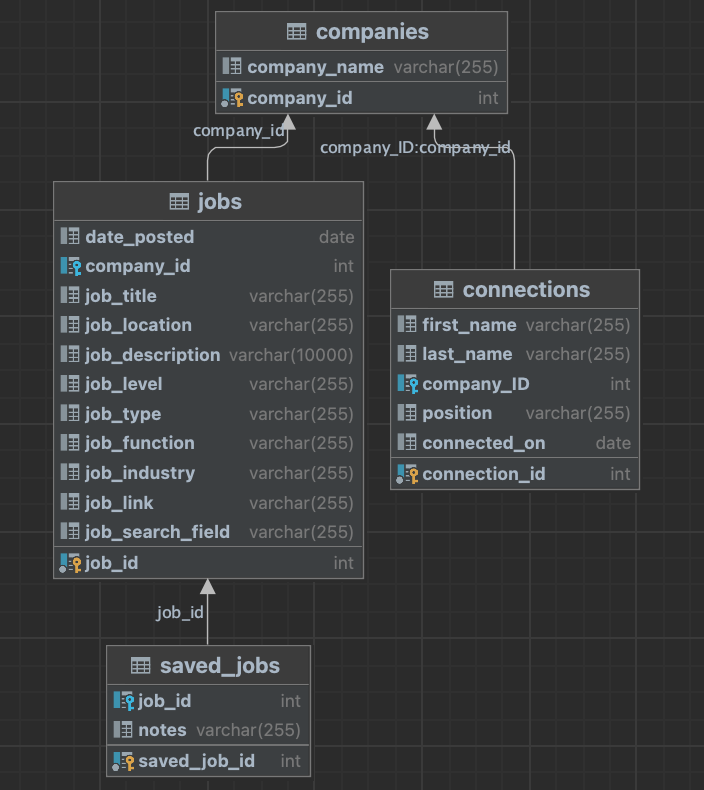 companies
company_name varchar(255)
company_id int
company_id
company_ID:company_id
jobs
date_posted date
company_id int
job_title varchar(255)
job_location varchar(255)
job_description varchar(10000)
job_level varchar(255)
job_type varchar(255)
job_function varchar(255)
job_industry varchar(255)
job_link varchar(255)
job_search_field varchar(255)
job_id int
connections
first_name varchar(255)
last_name varchar(255)
company_ID int
position varchar(255)
connected_on date
connection_id int
job_id
saved_jobs
job_id int
notes varchar(255)
saved_job_id int